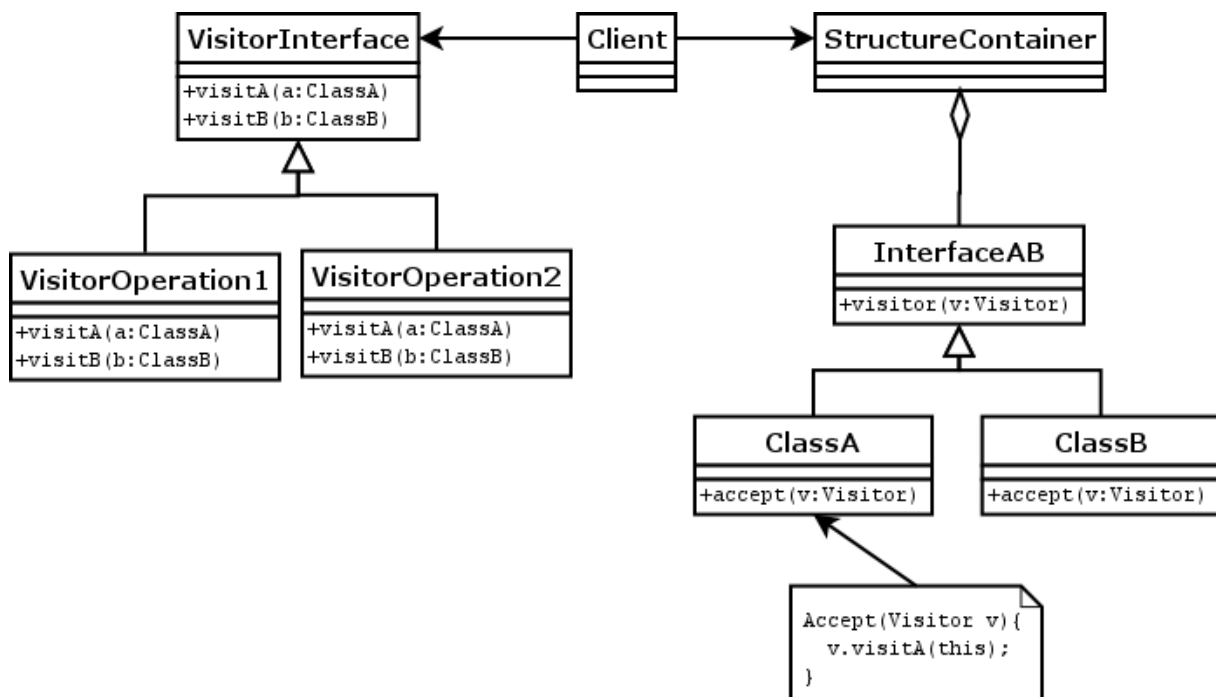 VisitorInterface
+visitA(a:ClassA)
+visitB(b:ClassB)
Client
StructureContainer
VisitorOperation1
+visitA(a:ClassA)
+visitB(b:ClassB)
VisitorOperation2
+visitA(a:ClassA)
+visitB(b:ClassB)
InterfaceAB
+visitor(v:Visitor)
ClassA
+accept(v:Visitor)
ClassB
+accept(v:Visitor)
Accept(Visitor v){
v.visitA(this);
}